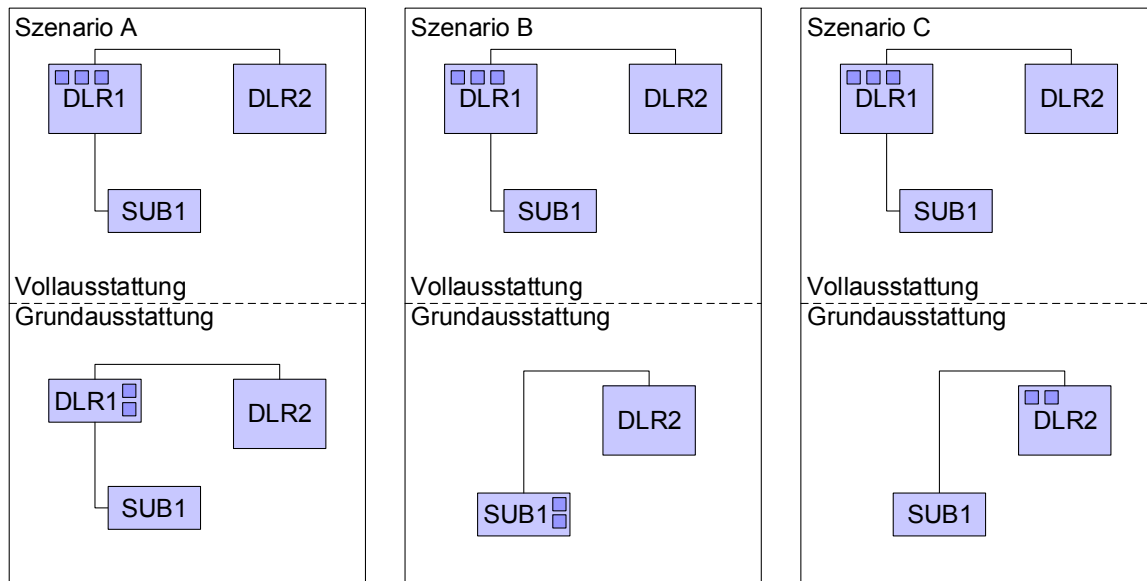 Szenario A
DLR1
DLR2
SUB1
Vollausstattung
Grundausstattung
DLR1
DLR2
SUB1
Szenario B
DLR1
DLR2
SUB1
Vollausstattung
Grundausstattung
DLR2
SUB1
Szenario C
DLR1
DLR2
SUB1
Vollausstattung
Grundausstattung
DLR2
SUB1